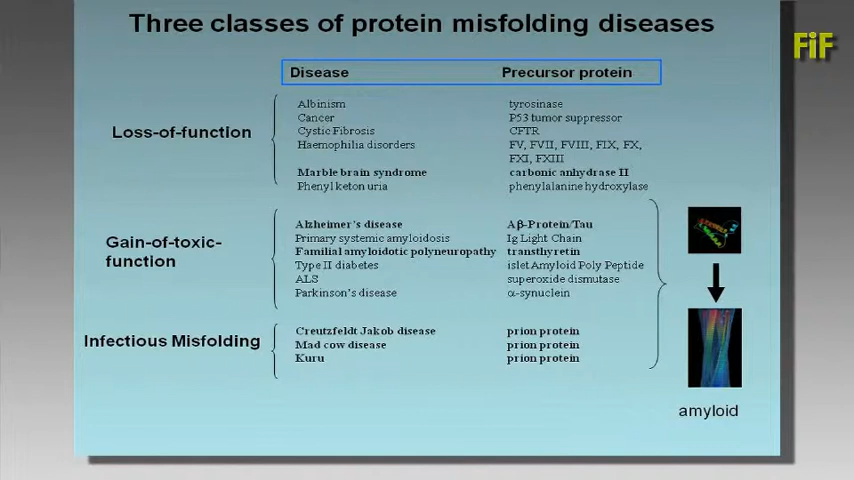 Three classes of protein misfolding diseases
FiF
Disease Precursor protein
Albinism tyrosinase
Cancer P53 tumor suppressor
Loss-of-function
Cystic Fibrosis CFTR
Haemophilia disorders FV, FVII, FVIII, FIX, FX,
FXI, FXIII
Marble brain syndrome carbonic anhydrase II
Phenyl keton uria phenylalanine hydroxylase
Alzheimer's disease Aβ-Protein/Tau
Primary systemic amyloidosis Ig Light Chain
Gain-of-toxic-
function
Familial amyloidotic polyneuropathy transthyretin
Type II diabetes islet Amyloid Poly Peptide
ALS superoxide dismutase
Parkinson's disease α-synuclein
Creutzfeldt Jakob disease prion protein
Infectious Misfolding
Mad cow disease prion protein
Kuru prion protein
amyloid